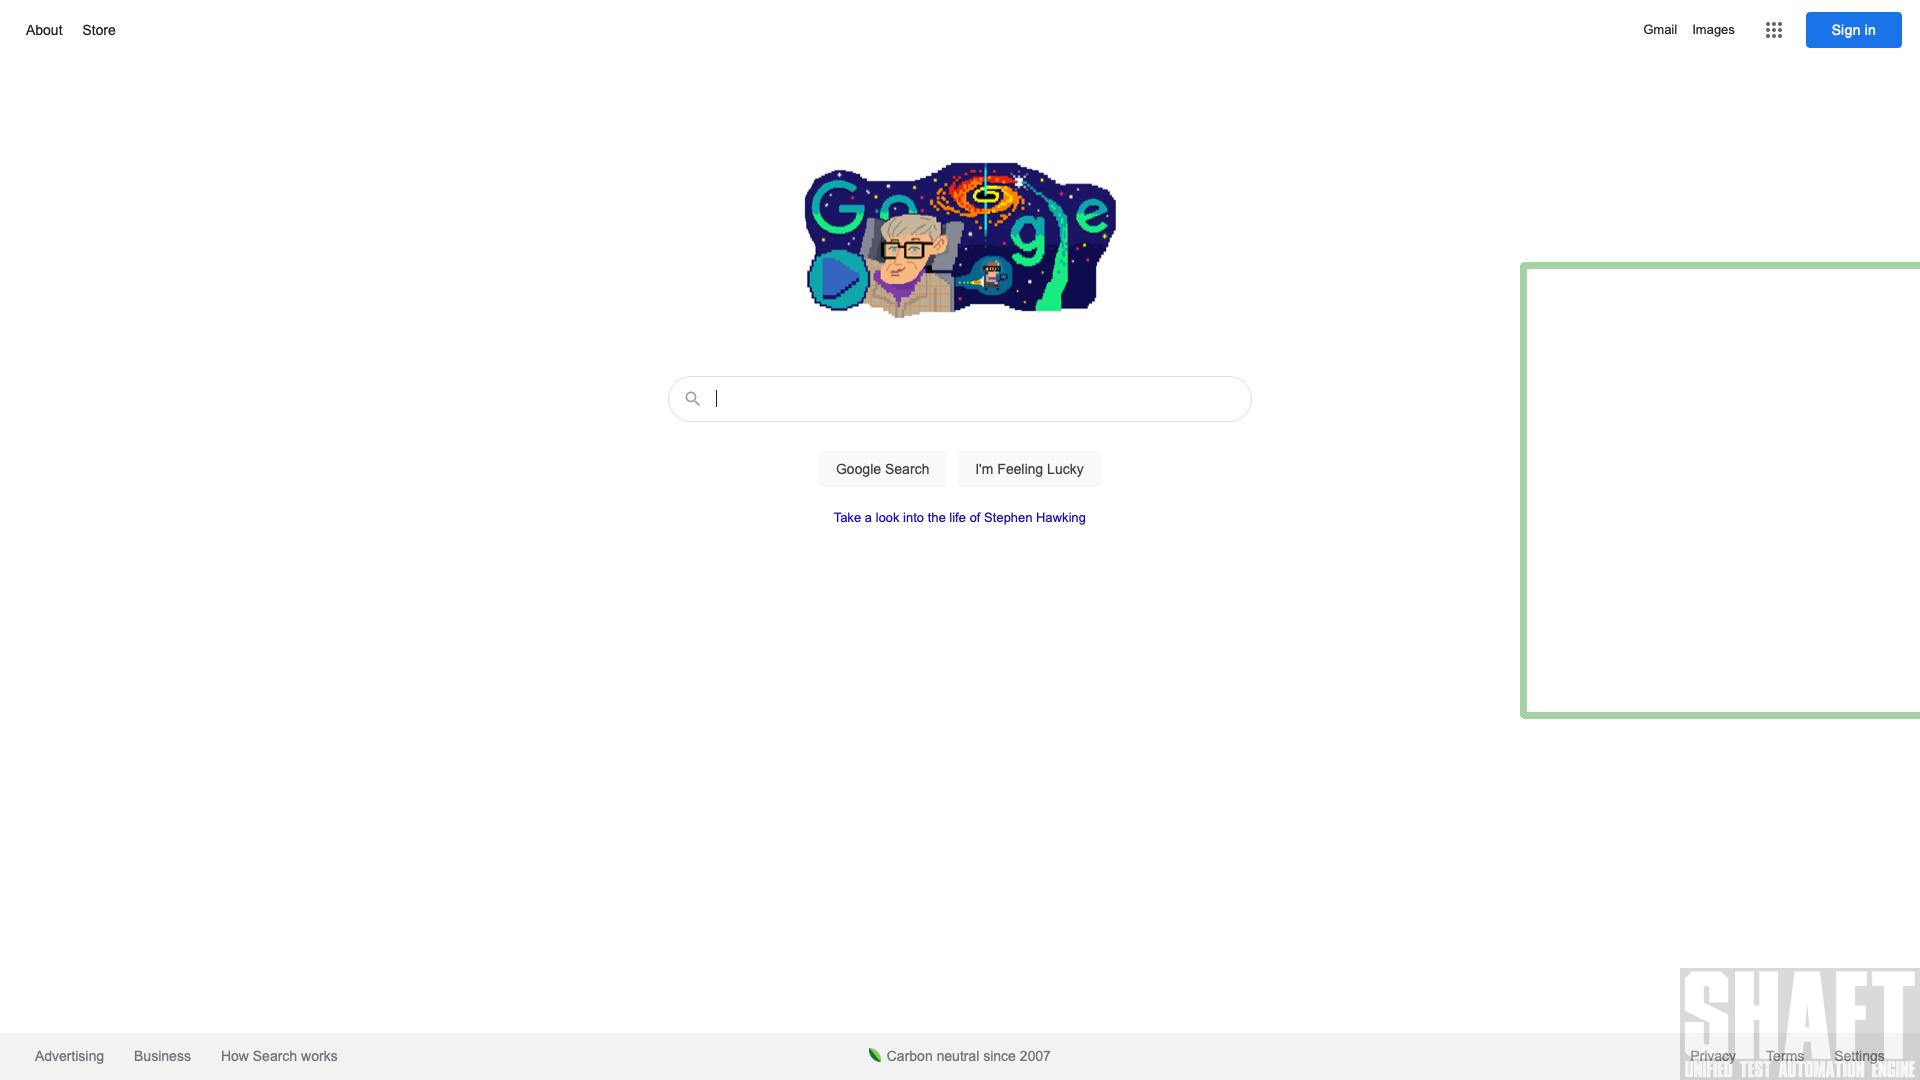 About Store
Gmail Images Sign in
Google
Google Search I'm Feeling Lucky
Take a look into the life of Stephen Hawking
Advertising Business How Search works
Carbon neutral since 2007
Privacy Terms Settings
SHAFT
UNIFIED TEST AUTOMATION ENGINE